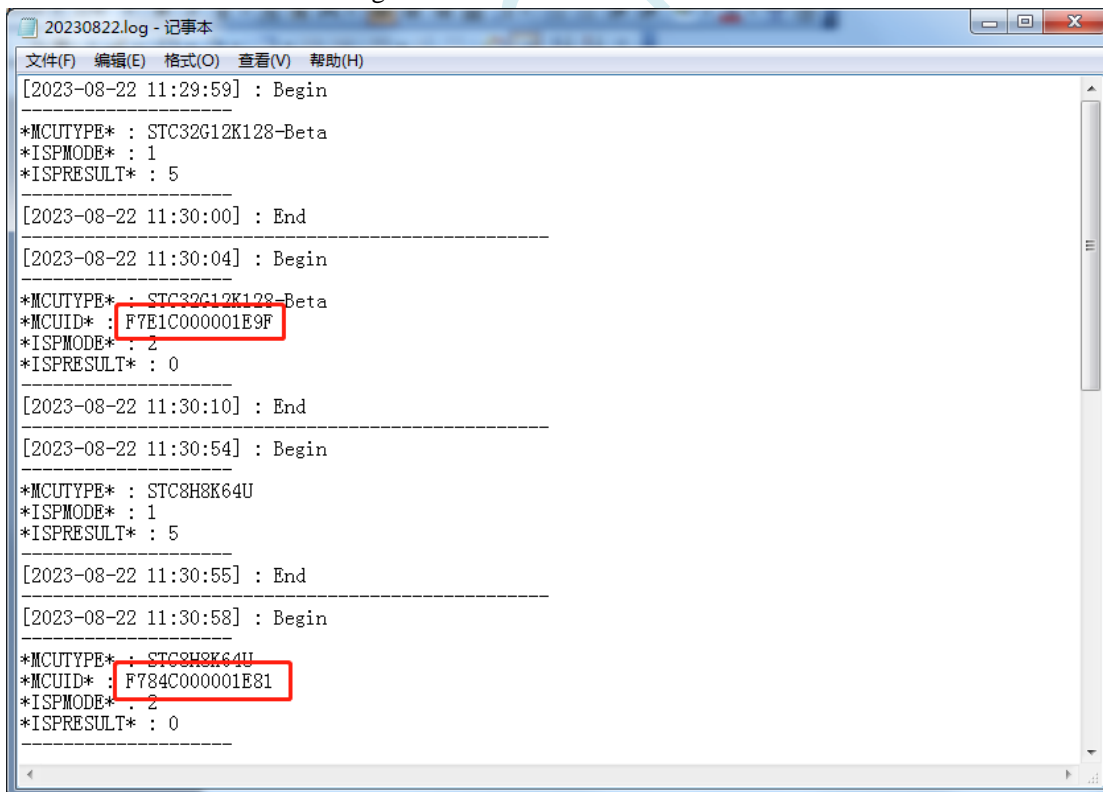 20230822.log - 记事本
文件(F) 编辑(E) 格式(O) 查看(V) 帮助(H)
[2023-08-22 11:29:59] : Begin
--------------------
*MCUTYPE* : STC32G12K128-Beta
*ISPMODE* : 1
*ISPRESULT* : 5
--------------------
[2023-08-22 11:30:00] : End
--------------------------------------------------
[2023-08-22 11:30:04] : Begin
--------------------
*MCUTYPE* : STC32G12K128-Beta
*MCUID* : F7E1C000001E9F
*ISPMODE* : 2
*ISPRESULT* : 0
--------------------
[2023-08-22 11:30:10] : End
--------------------------------------------------
[2023-08-22 11:30:54] : Begin
--------------------
*MCUTYPE* : STC8H8K64U
*ISPMODE* : 1
*ISPRESULT* : 5
--------------------
[2023-08-22 11:30:55] : End
--------------------------------------------------
[2023-08-22 11:30:58] : Begin
--------------------
*MCUTYPE* : STC8H8K64U
*MCUID* : F784C000001E81
*ISPMODE* : 2
*ISPRESULT* : 0
--------------------